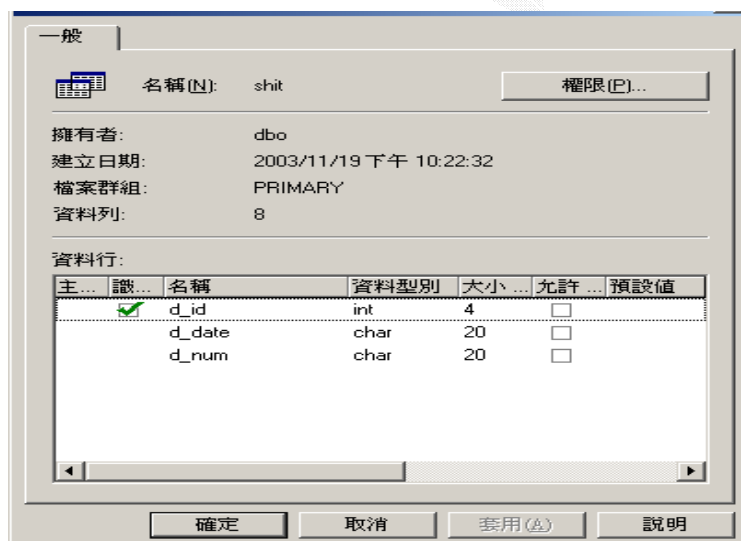 一般
名稱(N): shit 權限(P)...
擁有者: dbo
建立日期: 2003/11/19 下午 10:22:32
檔案群組: PRIMARY
資料列: 8
資料行:
主... 識... 名稱 資料型別 大小 ... 允許 ... 預設值
d_id int 4
d_date char 20
d_num char 20
確定 取消 套用(A) 說明